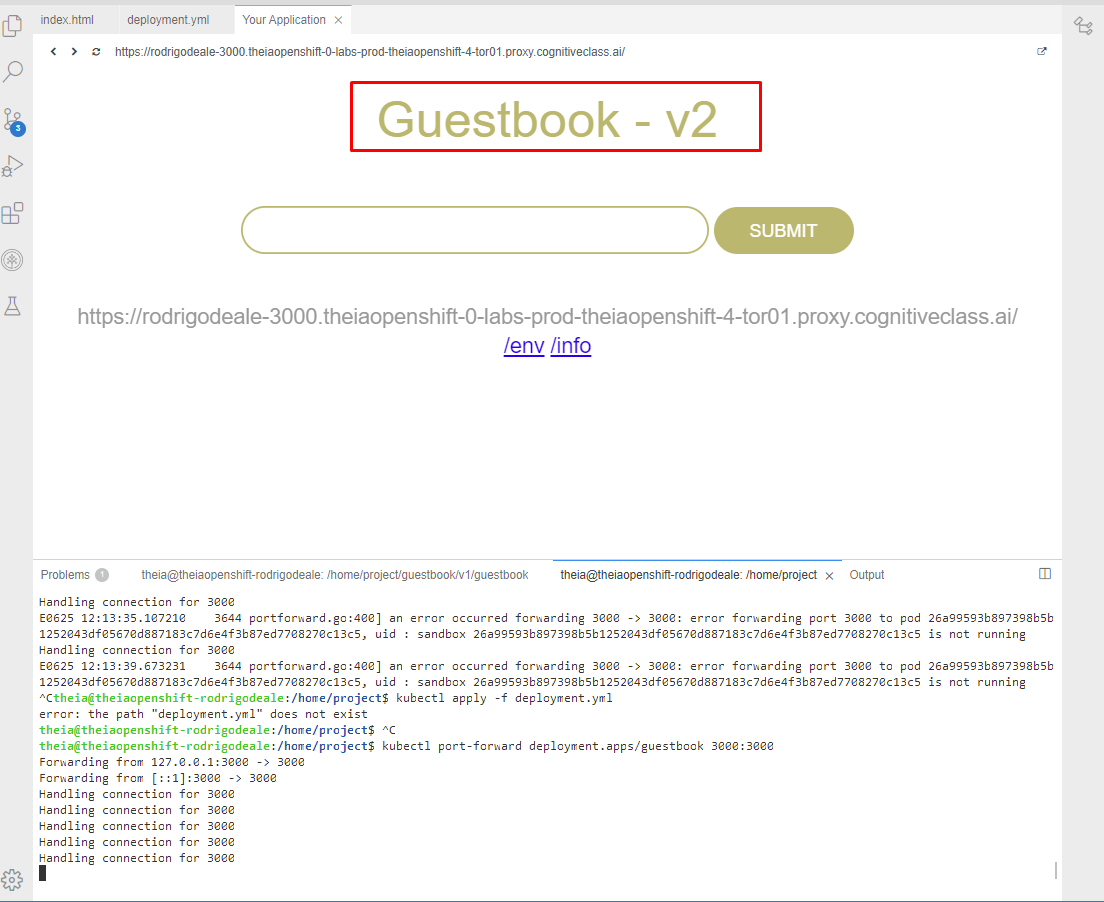 index.html
deployment.yml
Your Application
https://rodrigodeale-3000.theiaopenshift-0-labs-prod-theiaopenshift-4-tor01.proxy.cognitiveclass.ai/
Guestbook - v2
SUBMIT
3
https://rodrigodeale-3000.theiaopenshift-0-labs-prod-theiaopenshift-4-tor01.proxy.cognitiveclass.ai/
/env /info
Problems 1
theia@theiaopenshift-rodrigodeale: /home/project/guestbook/v1/guestbook
theia@theiaopenshift-rodrigodeale: /home/project
Output
Handling connection for 3000
E0625 12:13:35.107210    3644 portforward.go:400] an error occurred forwarding 3000 -> 3000: error forwarding port 3000 to pod 26a99593b897398b5b
1252043df05670d887183c7d6e4f3b87ed7708270c13c5, uid : sandbox 26a99593b897398b5b1252043df05670d887183c7d6e4f3b87ed7708270c13c5 is not running
Handling connection for 3000
E0625 12:13:39.673231    3644 portforward.go:400] an error occurred forwarding 3000 -> 3000: error forwarding port 3000 to pod 26a99593b897398b5b
1252043df05670d887183c7d6e4f3b87ed7708270c13c5, uid : sandbox 26a99593b897398b5b1252043df05670d887183c7d6e4f3b87ed7708270c13c5 is not running
^Ctheia@theiaopenshift-rodrigodeale:/home/project$ kubectl apply -f deployment.yml
error: the path "deployment.yml" does not exist
theia@theiaopenshift-rodrigodeale:/home/project$ ^C
theia@theiaopenshift-rodrigodeale:/home/project$ kubectl port-forward deployment.apps/guestbook 3000:3000
Forwarding from 127.0.0.1:3000 -> 3000
Forwarding from [::1]:3000 -> 3000
Handling connection for 3000
Handling connection for 3000
Handling connection for 3000
Handling connection for 3000
Handling connection for 3000